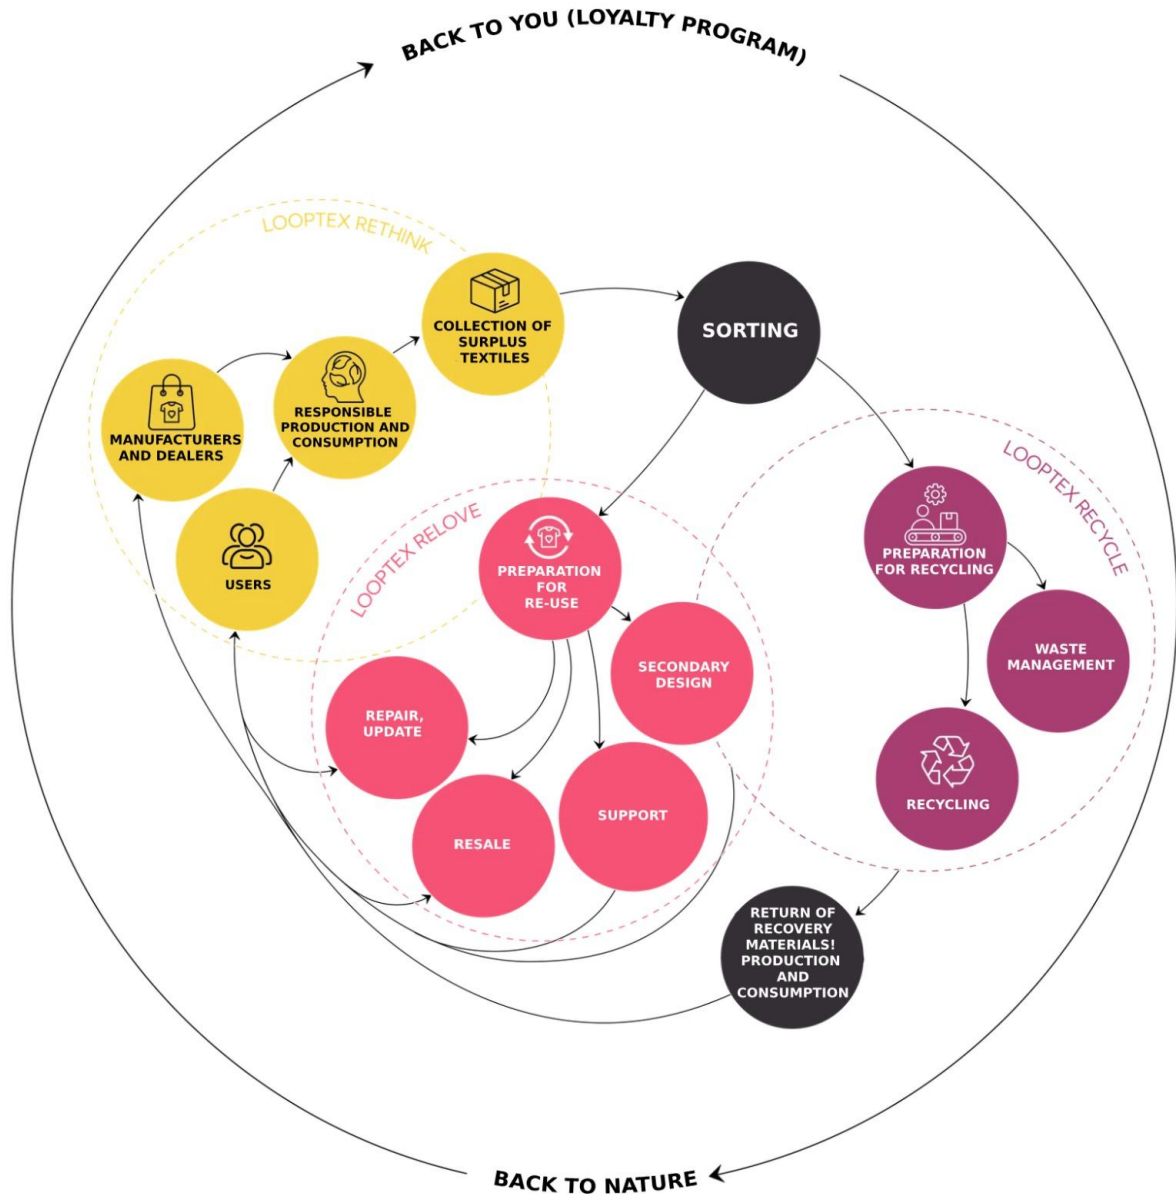 BACK TO YOU (LOYALTY PROGRAM)
LOOPTEX RETHINK
COLLECTION OF
SURPLUS
TEXTILES
SORTING
RESPONSIBLE
PRODUCTION AND
CONSUMPTION
MANUFACTURERS
AND DEALERS
USERS
LOOPTEX RELOVE
PREPARATION
FOR
RE-USE
SECONDARY
DESIGN
REPAIR,
UPDATE
RESALE
SUPPORT
LOOPTEX RECYCLE
PREPARATION
FOR RECYCLING
WASTE
MANAGEMENT
RECYCLING
RETURN OF
RECOVERY
MATERIALS!
PRODUCTION
AND
CONSUMPTION
BACK TO NATURE